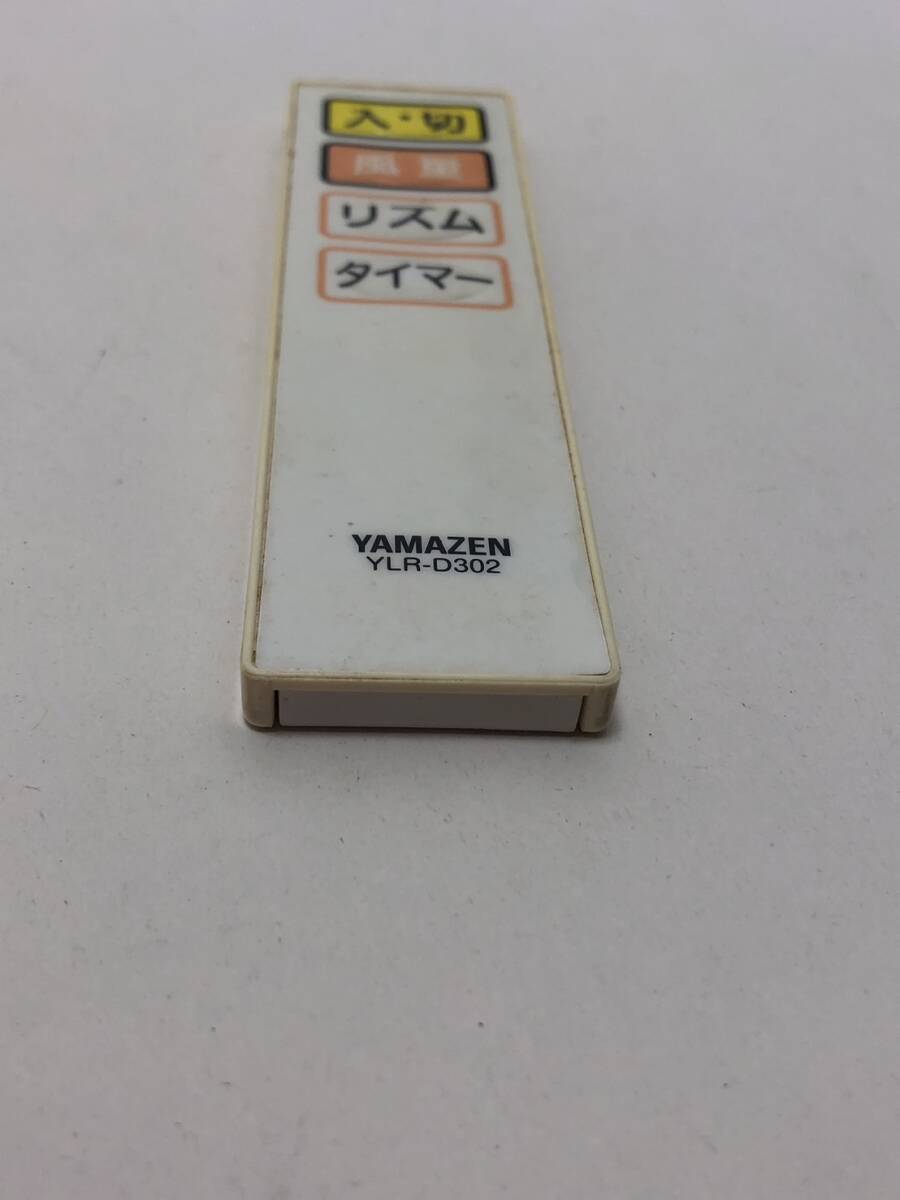 入・切
風量
リズム
タイマー
YAMAZEN
YLR-D302